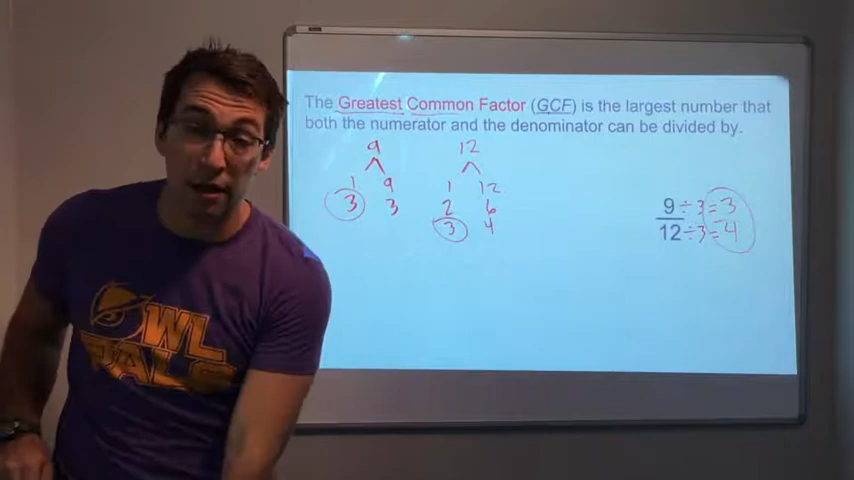 The Greatest Common Factor (GCF) is the largest number that
both the numerator and the denominator can be divided by.
9 12
1 9 1 12
3 3 2 6
3 4
9 ÷ 3 = 3
12 ÷ 3 = 4
OWL
PALS